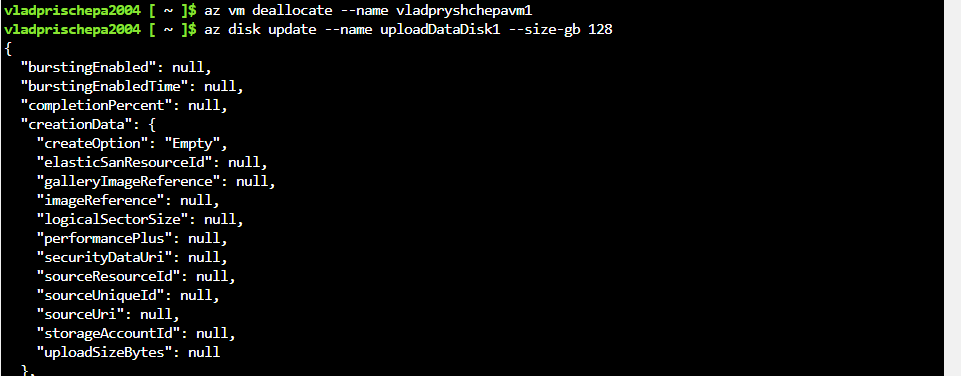 vladprischepa2004 [ ~ ]$ az vm deallocate --name vladpryshchepavm1
vladprischepa2004 [ ~ ]$ az disk update --name uploadDataDisk1 --size-gb 128
{
  "burstingEnabled": null,
  "burstingEnabledTime": null,
  "completionPercent": null,
  "creationData": {
    "createOption": "Empty",
    "elasticSanResourceId": null,
    "galleryImageReference": null,
    "imageReference": null,
    "logicalSectorSize": null,
    "performancePlus": null,
    "securityDataUri": null,
    "sourceResourceId": null,
    "sourceUniqueId": null,
    "sourceUri": null,
    "storageAccountId": null,
    "uploadSizeBytes": null
  },